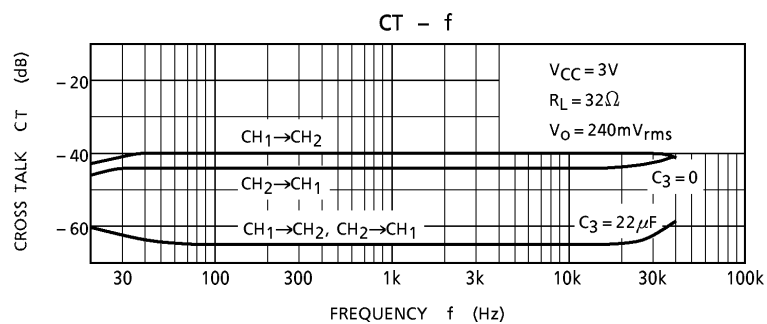 CT – f
CROSS TALK CT (dB)
−20
−40
−60
VCC = 3V
RL = 32Ω
VO = 240mVrms
CH1→CH2
CH2→CH1
C3 = 0
CH1→CH2, CH2→CH1
C3 = 22μF
30 100 300 1k 3k 10k 30k 100k
FREQUENCY f (Hz)